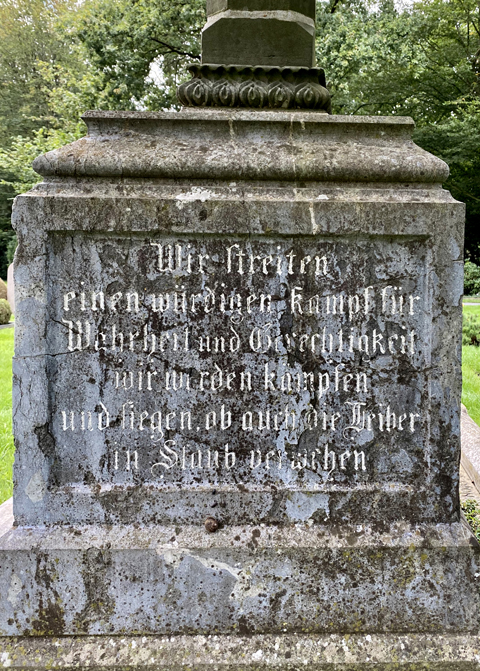 Wir streiten
einen würdigen Kampf für
Wahrheit und Gerechtigkeit
wir werden kämpfen
und siegen, ob auch die Leiber
in Staub verwehen